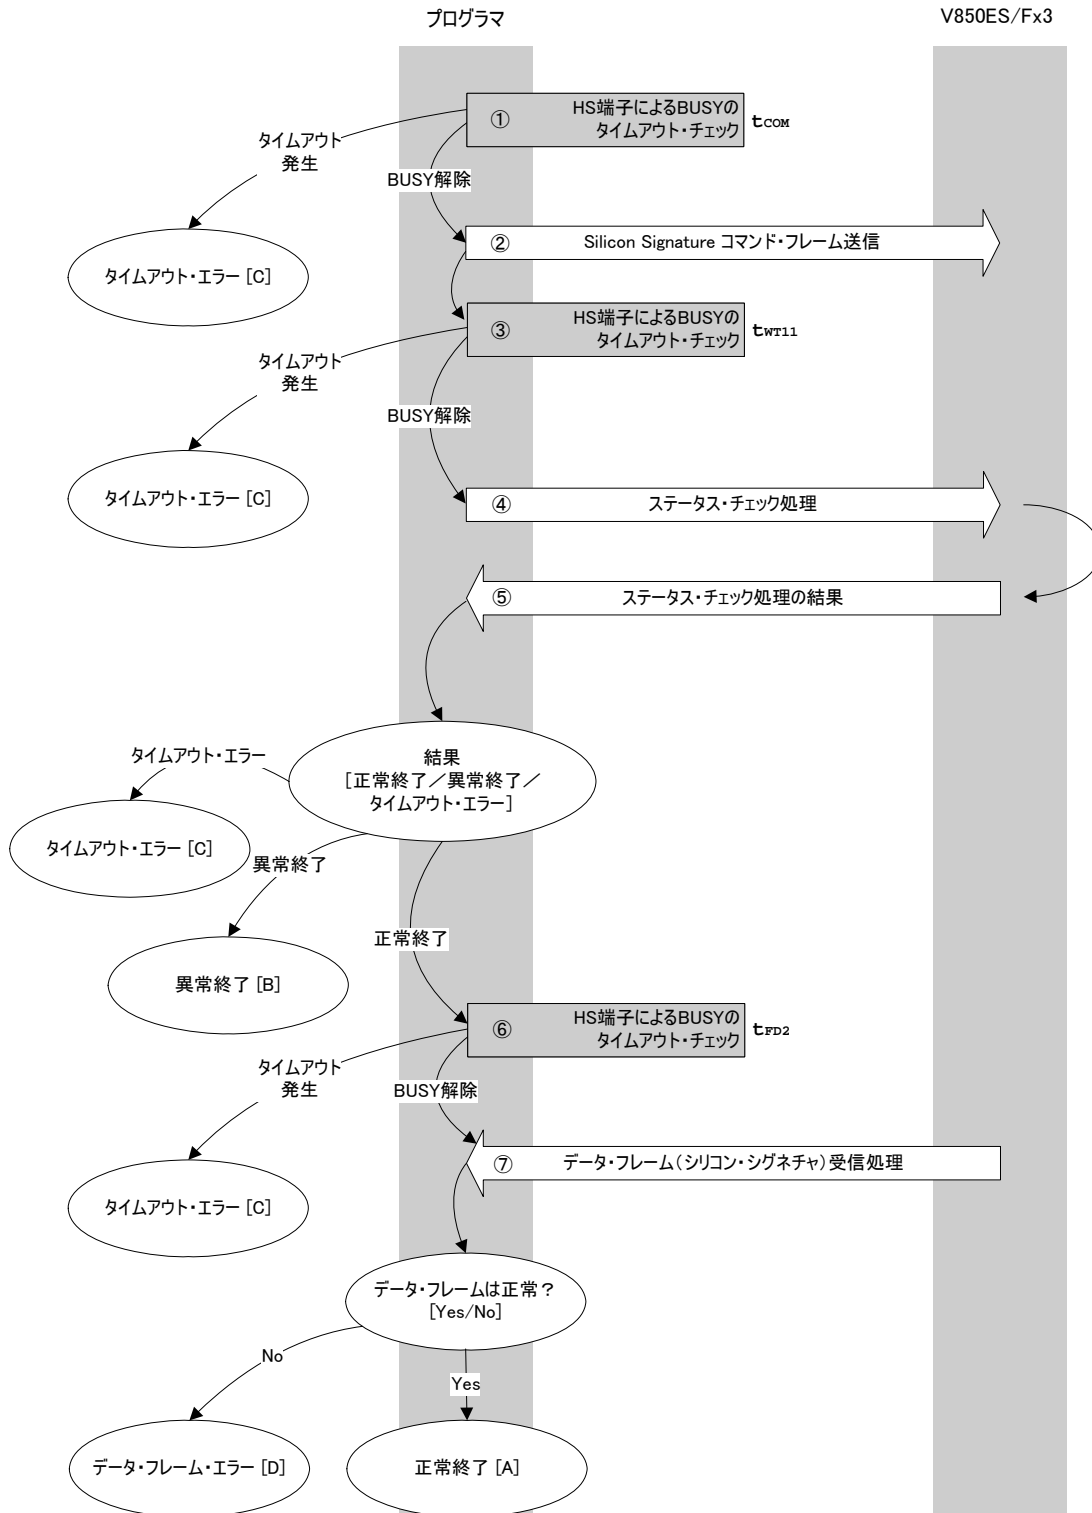 プログラマ
V850ES/Fx3
① HS端子によるBUSYの
タイムアウト・チェック
tCOM
タイムアウト
発生
BUSY解除
② Silicon Signature コマンド・フレーム送信
タイムアウト・エラー [C]
③ HS端子によるBUSYの
タイムアウト・チェック
tWT11
タイムアウト
発生
BUSY解除
タイムアウト・エラー [C]
④ ステータス・チェック処理
⑤ ステータス・チェック処理の結果
結果
[正常終了／異常終了／
タイムアウト・エラー]
タイムアウト・エラー
タイムアウト・エラー [C]
異常終了
異常終了 [B]
正常終了
⑥ HS端子によるBUSYの
タイムアウト・チェック
tFD2
タイムアウト
発生
BUSY解除
⑦ データ・フレーム（シリコン・シグネチャ）受信処理
タイムアウト・エラー [C]
データ・フレームは正常？
[Yes/No]
No
Yes
データ・フレーム・エラー [D]
正常終了 [A]